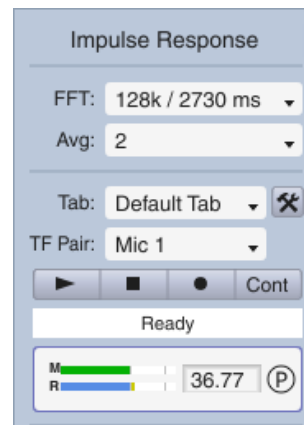 Impulse Response
FFT: 128k / 2730 ms
Avg: 2
Tab: Default Tab
TF Pair: Mic 1
Cont
Ready
M
R
36.77 P